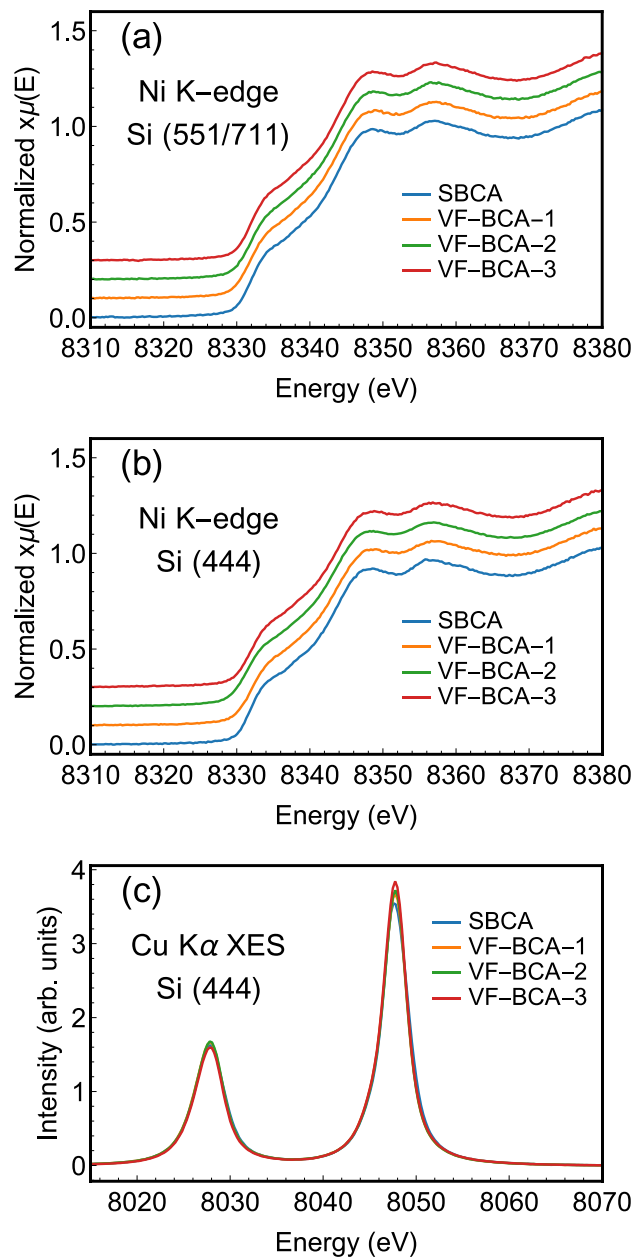 (a)
Ni K–edge
Si (551/711)
Normalized xμ(E)
1.5
1.0
0.5
0.0
SBCA
VF–BCA–1
VF–BCA–2
VF–BCA–3
8310 8320 8330 8340 8350 8360 8370 8380
Energy (eV)
(b)
Ni K–edge
Si (444)
Normalized xμ(E)
1.5
1.0
0.5
0.0
SBCA
VF–BCA–1
VF–BCA–2
VF–BCA–3
8310 8320 8330 8340 8350 8360 8370 8380
Energy (eV)
(c)
Cu Kα XES
Si (444)
Intensity (arb. units)
4
3
2
1
0
SBCA
VF–BCA–1
VF–BCA–2
VF–BCA–3
8020 8030 8040 8050 8060 8070
Energy (eV)